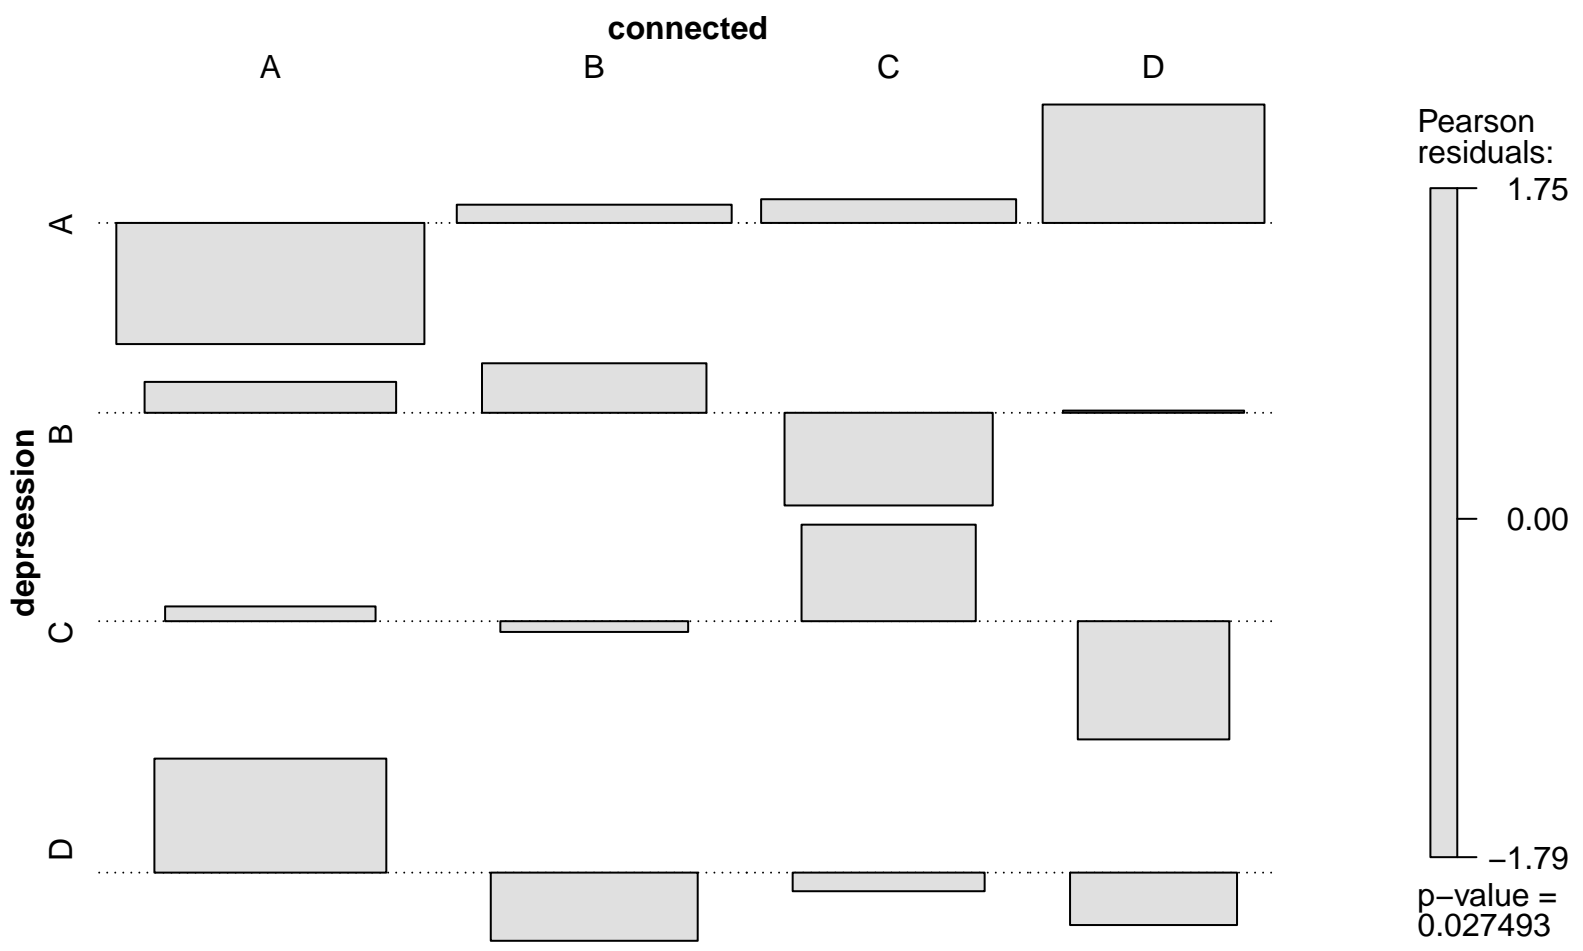 connected
A B C D
Pearson
residuals:
1.75
A
B
deprsession
0.00
C
D
−1.79
p−value =
0.027493